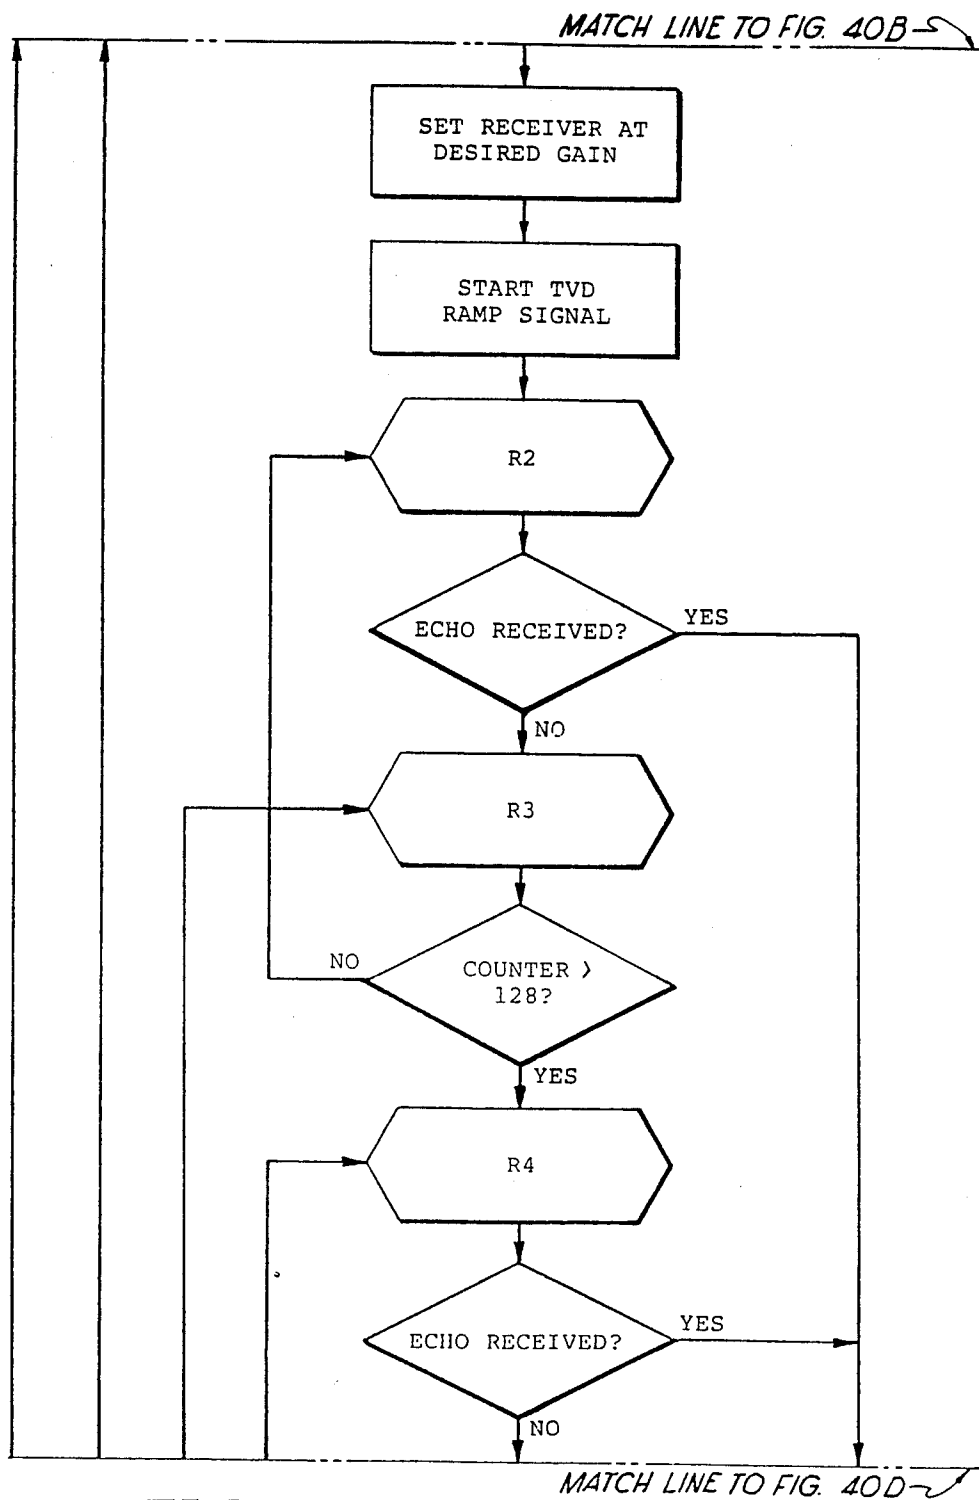 MATCH LINE TO FIG. 40B
SET RECEIVER AT
DESIRED GAIN
START TVD
RAMP SIGNAL
R2
ECHO RECEIVED?
YES
NO
R3
NO
COUNTER >
128?
YES
R4
ECHO RECEIVED?
YES
NO
MATCH LINE TO FIG. 40D